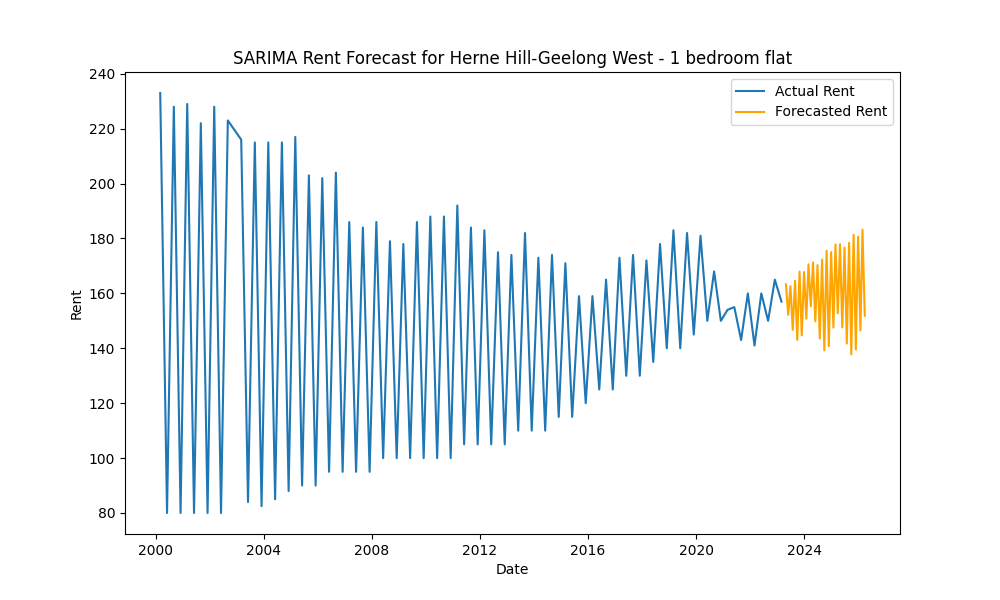 SARIMA Rent Forecast for Herne Hill-Geelong West - 1 bedroom flat
Actual Rent
Forecasted Rent
Rent
240
220
200
180
160
140
120
100
80
2000 2004 2008 2012 2016 2020 2024
Date